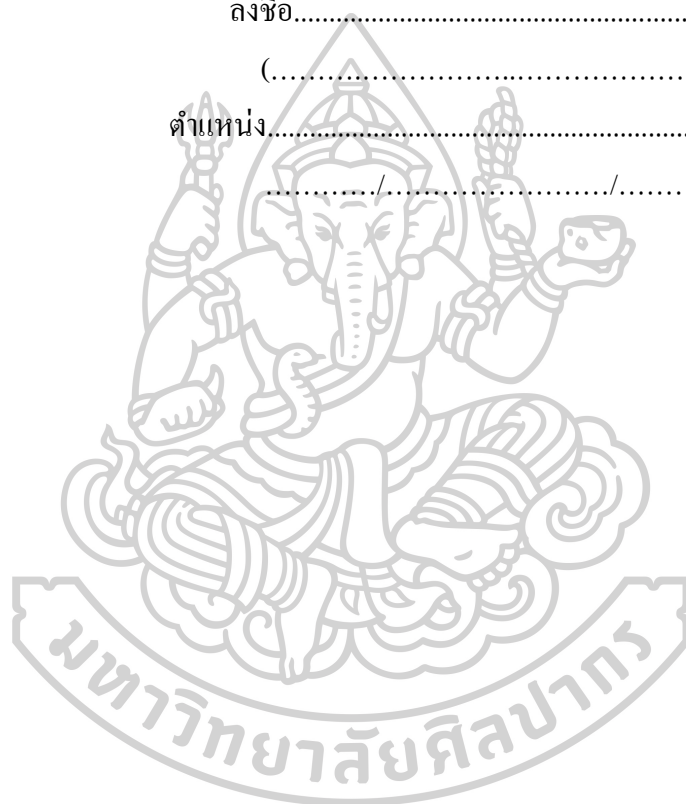 ลงชื่อ........................................................................
(………………………..…………………
ตำแหน่ง............................................................................
…………/……………………/……
มหาวิทยาลัยศิลปากร